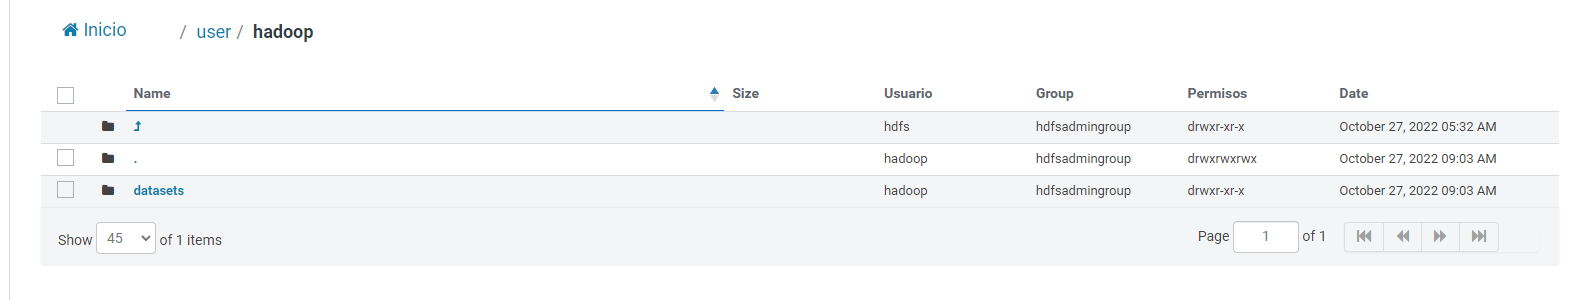 Inicio / user / hadoop
Name Size Usuario Group Permisos Date
hdfs hdfsadmingroup drwxr-xr-x October 27, 2022 05:32 AM
. hadoop hdfsadmingroup drwxrwxrwx October 27, 2022 09:03 AM
datasets hadoop hdfsadmingroup drwxr-xr-x October 27, 2022 09:03 AM
Show 45 of 1 items Page 1 of 1